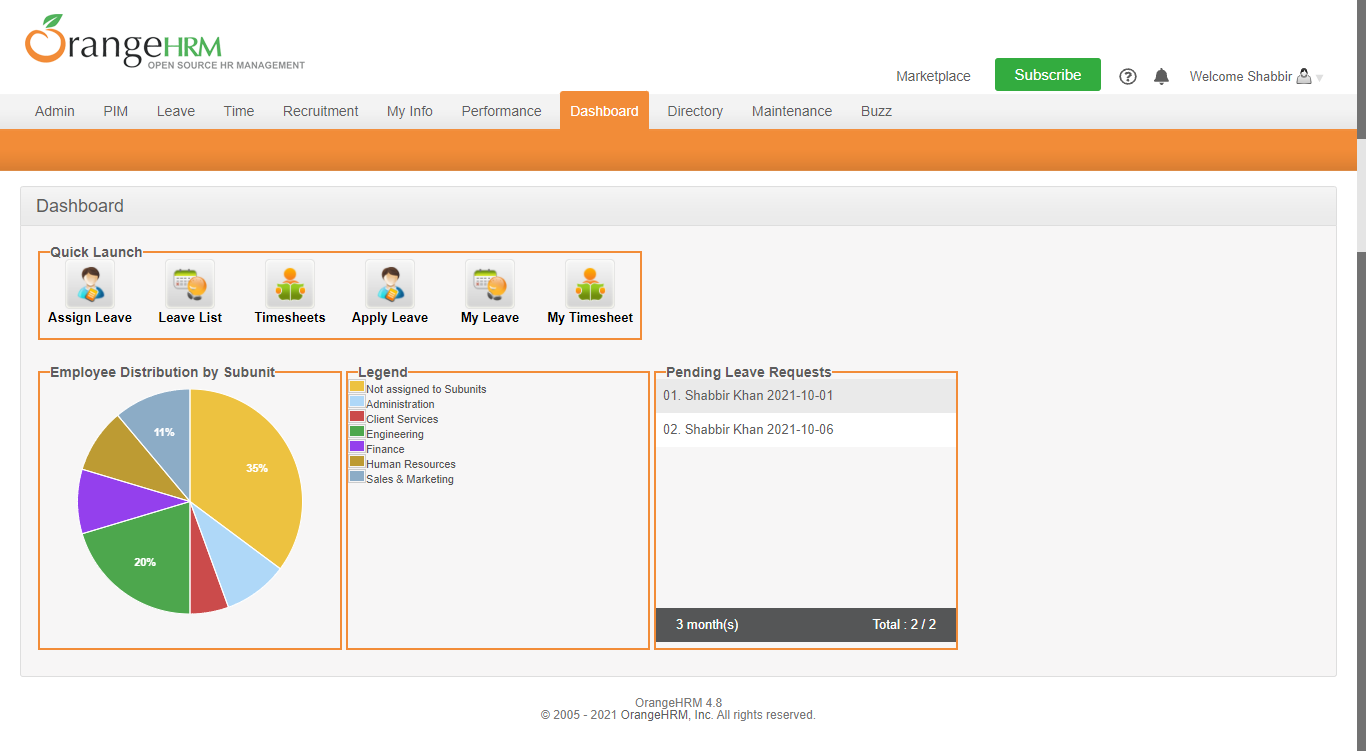 OrangeHRM
OPEN SOURCE HR MANAGEMENT
Marketplace Subscribe ? Welcome Shabbir
Admin PIM Leave Time Recruitment My Info Performance Dashboard Directory Maintenance Buzz
Dashboard
Quick Launch
Assign Leave Leave List Timesheets Apply Leave My Leave My Timesheet
Employee Distribution by Subunit
11%
35%
20%
Legend
Not assigned to Subunits
Administration
Client Services
Engineering
Finance
Human Resources
Sales & Marketing
Pending Leave Requests
01. Shabbir Khan 2021-10-01
02. Shabbir Khan 2021-10-06
3 month(s) Total : 2 / 2
OrangeHRM 4.8
© 2005 - 2021 OrangeHRM, Inc. All rights reserved.